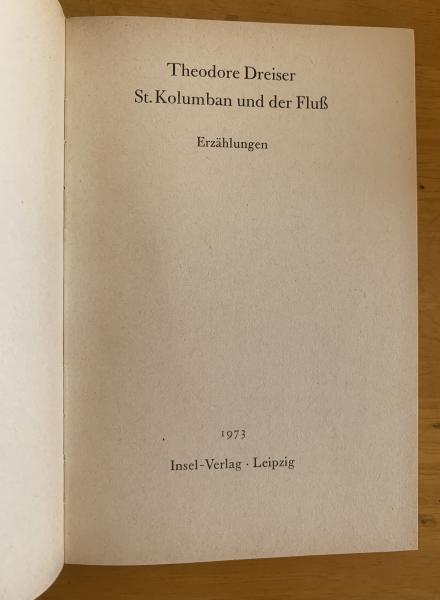 Theodore Dreiser
St. Kolumban und der Fluß
Erzählungen
1973
Insel-Verlag · Leipzig